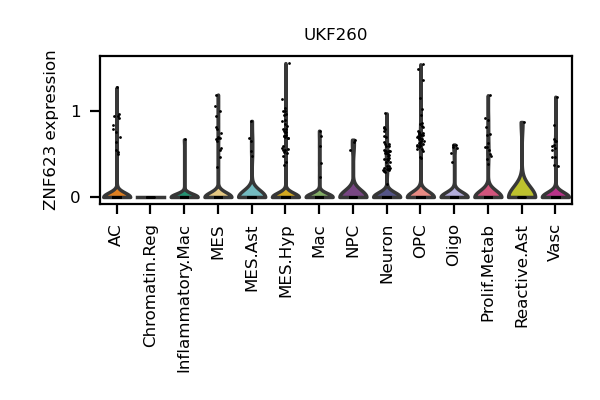 UKF260
ZNF623 expression
1
0
AC
Chromatin.Reg
Inflammatory.Mac
MES
MES.Ast
MES.Hyp
Mac
NPC
Neuron
OPC
Oligo
Prolif.Metab
Reactive.Ast
Vasc